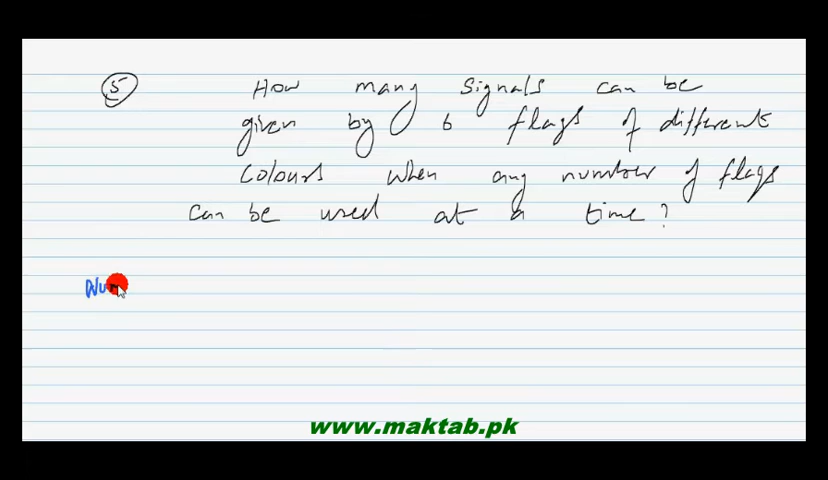 5 How many signals can be
given by 6 flags of different
colours when any number of flags
can be used at a time?
Nu
www.maktab.pk